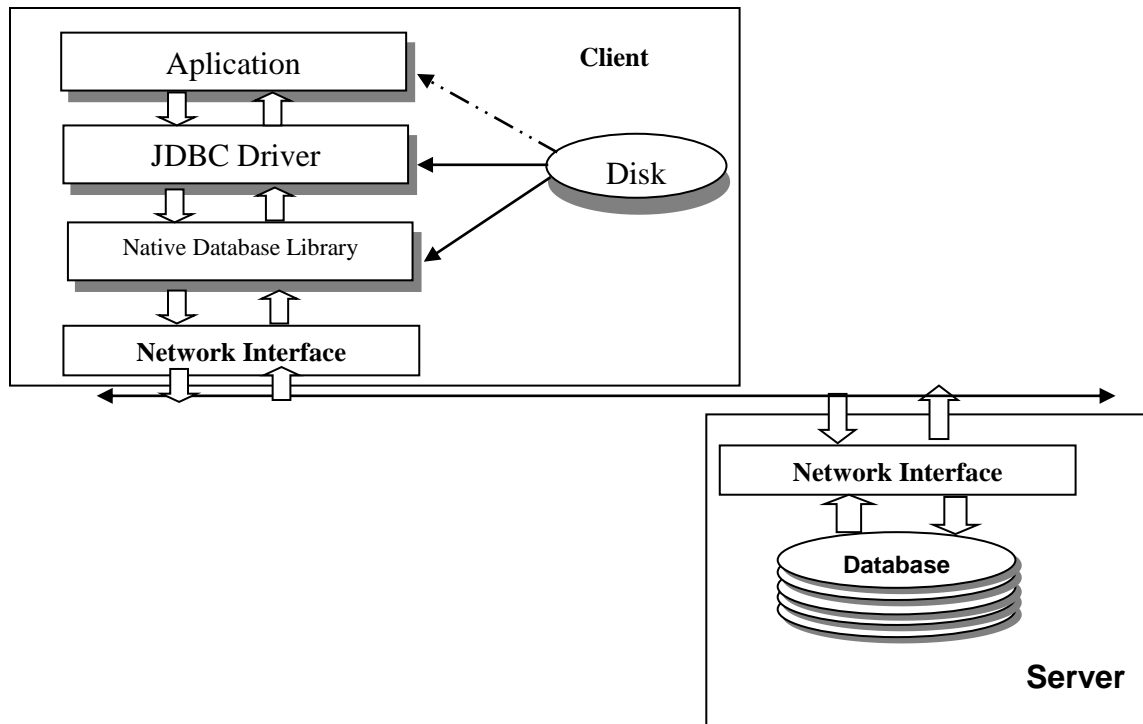 Aplication
Client
JDBC Driver
Disk
Native Database Library
Network Interface
Network Interface
Database
Server